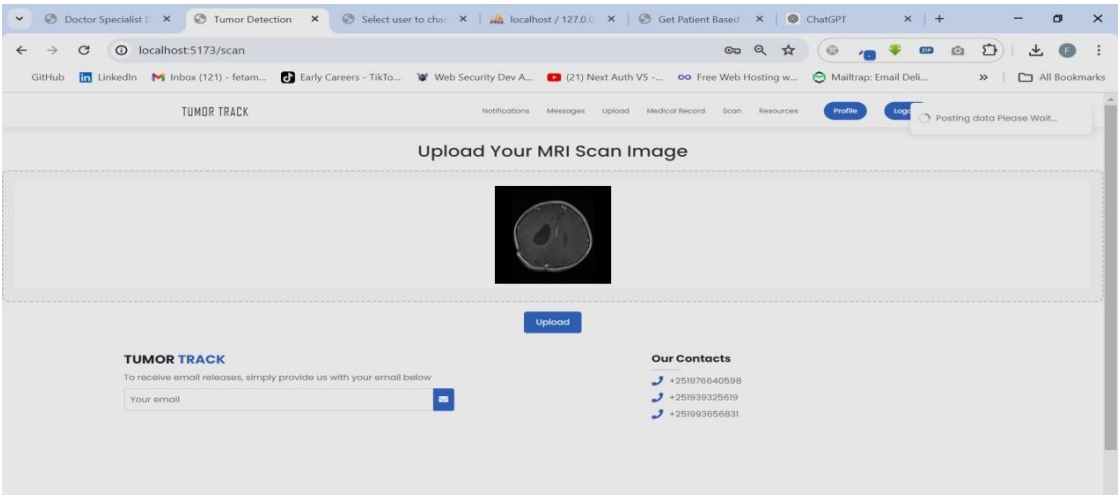 Doctor Specialist D
Tumor Detection
Select user to chan
localhost / 127.0.0
Get Patient Based
ChatGPT
localhost:5173/scan
GitHub
LinkedIn
Inbox (121) - fetam...
Early Careers - TikTo...
Web Security Dev A...
(21) Next Auth V5 -...
Free Web Hosting w...
Mailtrap: Email Deli...
All Bookmarks
TUMOR TRACK
Notifications
Messages
Upload
Medical Record
Scan
Resources
Profile
Logo
Posting data Please Wait...
Upload Your MRI Scan Image
Upload
TUMOR TRACK
To receive email releases, simply provide us with your email below
Your email
Our Contacts
+251976640598
+251939325619
+251993656831